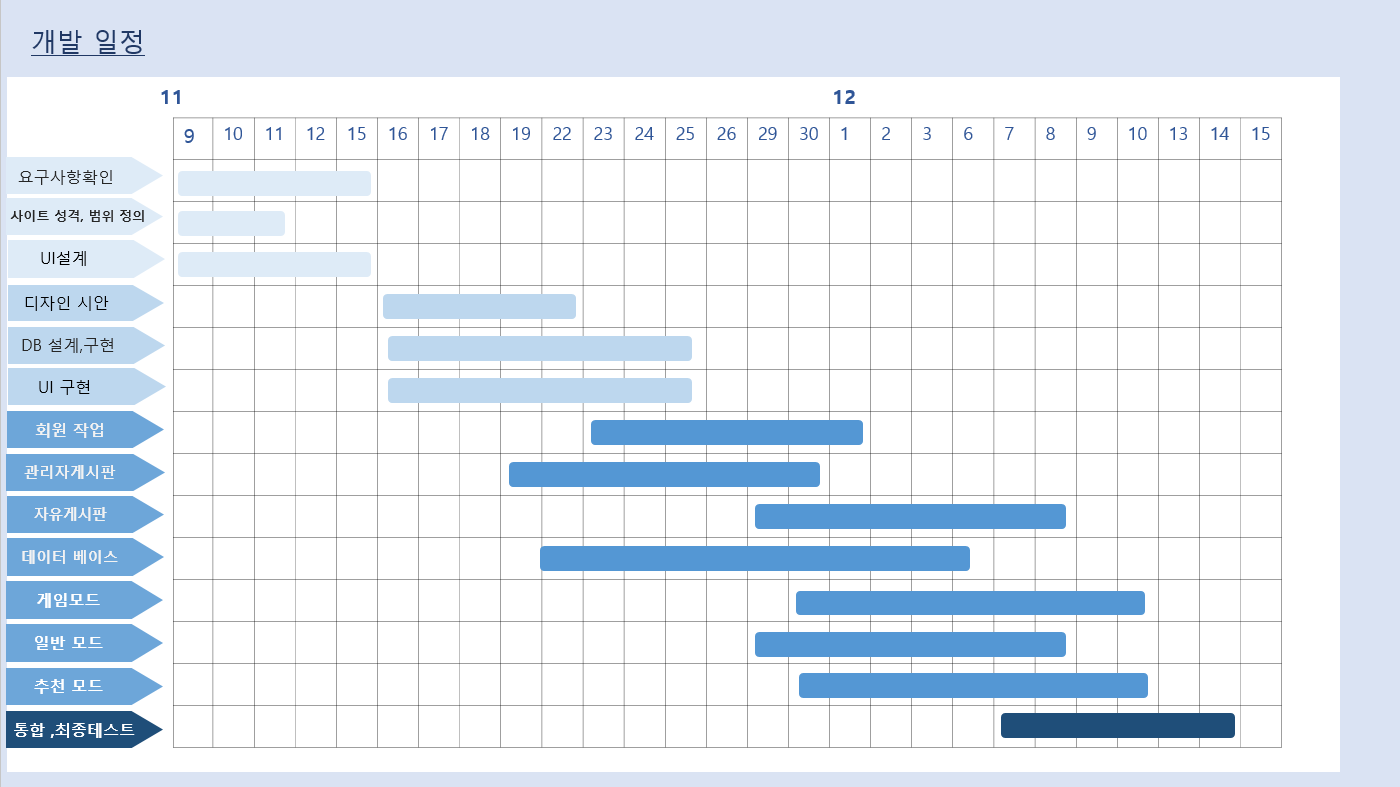 개발 일정
11 12
9 10 11 12 15 16 17 18 19 22 23 24 25 26 29 30 1 2 3 6 7 8 9 10 13 14 15
요구사항확인
사이트 성격, 범위 정의
UI설계
디자인 시안
DB 설계,구현
UI 구현
회원 작업
관리자게시판
자유게시판
데이터 베이스
게임모드
일반 모드
추천 모드
통합 ,최종테스트